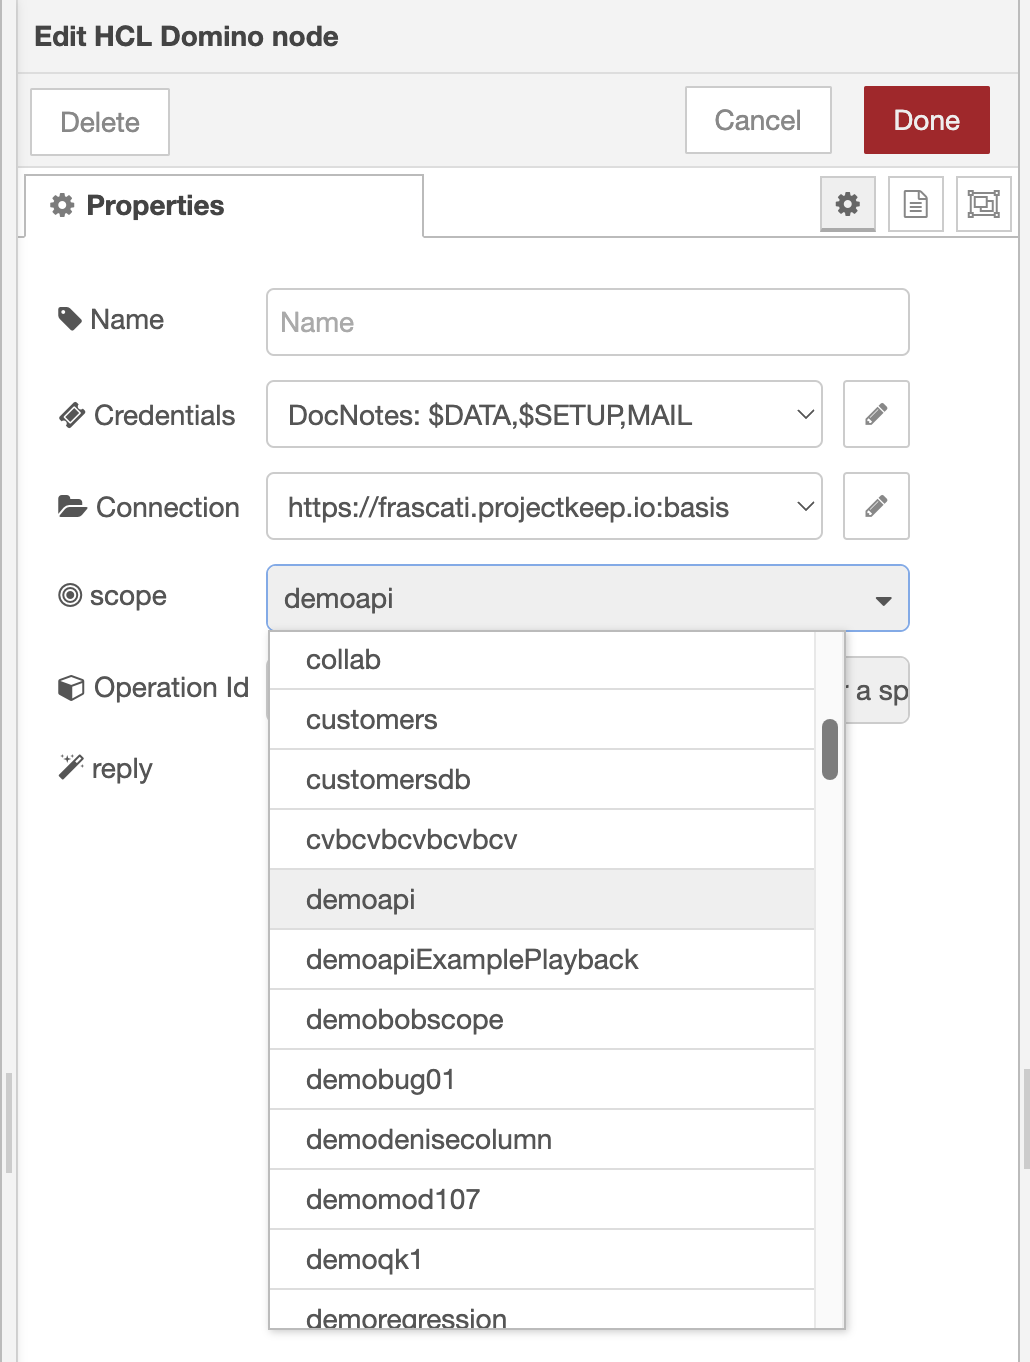 Edit HCL Domino node
Delete
Cancel
Done
Properties
Name
Name
Credentials
DocNotes: $DATA,$SETUP,MAIL
Connection
https://frascati.projectkeep.io:basis
scope
demoapi
collab
Operation Id
a sp
customers
reply
customersdb
cvbcvbcvbcvbcv
demoapi
demoapiExamplePlayback
demobobscope
demobug01
demodenisecolumn
demomod107
demoqk1
demoregression